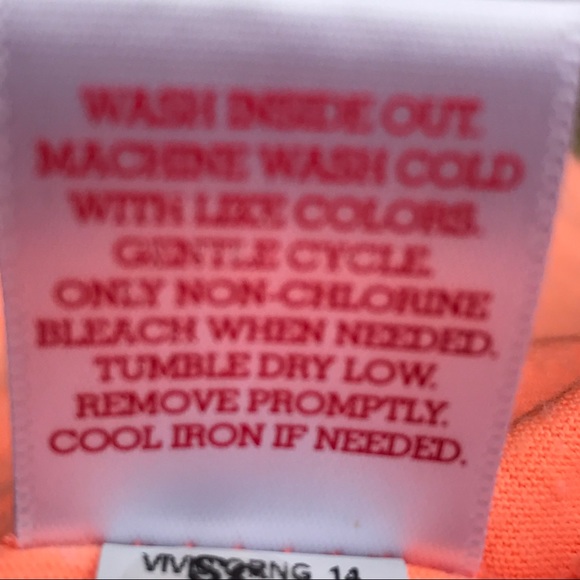 WASH INSIDE OUT.
MACHINE WASH COLD
WITH LIKE COLORS.
GENTLE CYCLE.
ONLY NON-CHLORINE
BLEACH WHEN NEEDED.
TUMBLE DRY LOW.
REMOVE PROMPTLY.
COOL IRON IF NEEDED.
14